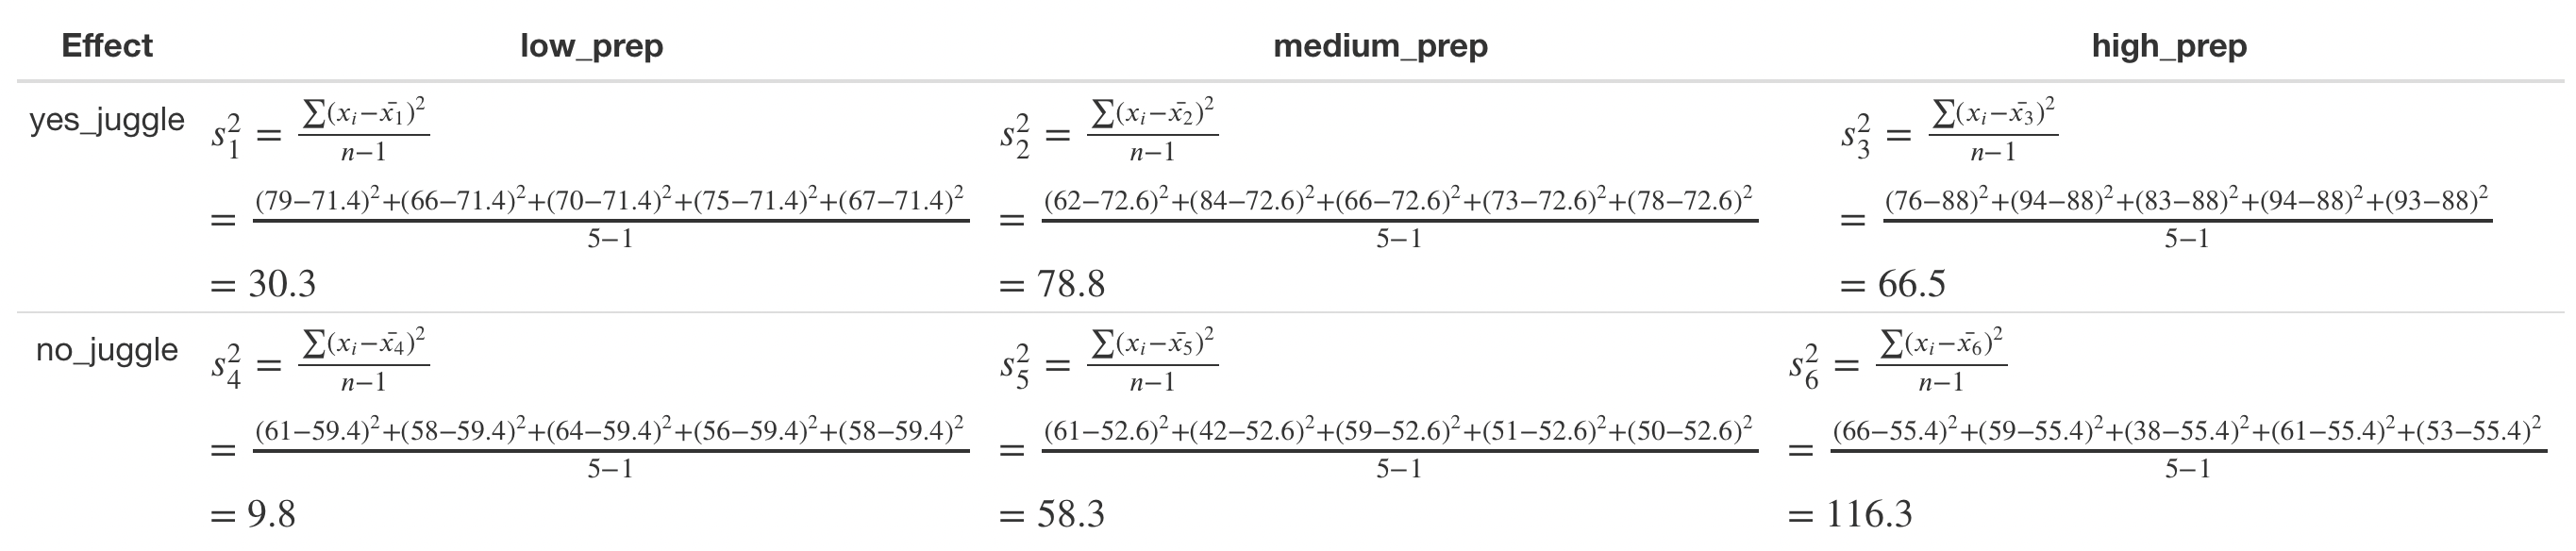 Effect low_prep medium_prep high_prep
yes_juggle s₁² = ∑(xᵢ−x̄₁)² / n−1 s₂² = ∑(xᵢ−x̄₂)² / n−1 s₃² = ∑(xᵢ−x̄₃)² / n−1
= (79−71.4)²+(66−71.4)²+(70−71.4)²+(75−71.4)²+(67−71.4)² / 5−1 = (62−72.6)²+(84−72.6)²+(66−72.6)²+(73−72.6)²+(78−72.6)² / 5−1 = (76−88)²+(94−88)²+(83−88)²+(94−88)²+(93−88)² / 5−1
= 30.3 = 78.8 = 66.5
no_juggle s₄² = ∑(xᵢ−x̄₄)² / n−1 s₅² = ∑(xᵢ−x̄₅)² / n−1 s₆² = ∑(xᵢ−x̄₆)² / n−1
= (61−59.4)²+(58−59.4)²+(64−59.4)²+(56−59.4)²+(58−59.4)² / 5−1 = (61−52.6)²+(42−52.6)²+(59−52.6)²+(51−52.6)²+(50−52.6)² / 5−1 = (66−55.4)²+(59−55.4)²+(38−55.4)²+(61−55.4)²+(53−55.4)² / 5−1
= 9.8 = 58.3 = 116.3